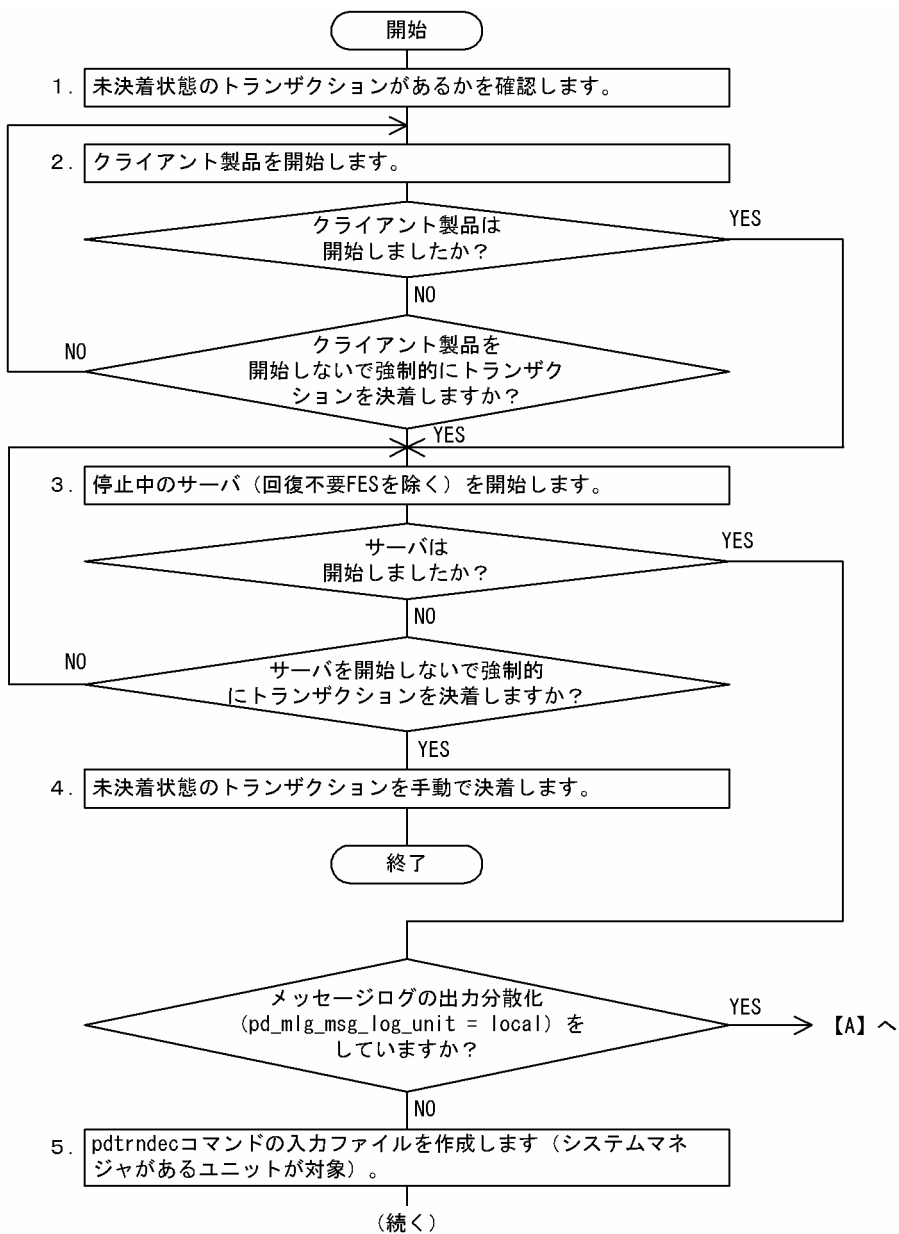 開始
1. 未決着状態のトランザクションがあるかを確認します。
2. クライアント製品を開始します。
クライアント製品は
開始しましたか？
YES
NO
クライアント製品を
開始しないで強制的にトランザク
ションを決着しますか？
NO
YES
3. 停止中のサーバ（回復不要FESを除く）を開始します。
サーバは
開始しましたか？
YES
NO
サーバを開始しないで強制的
にトランザクションを決着しますか？
NO
YES
4. 未決着状態のトランザクションを手動で決着します。
終了
メッセージログの出力分散化
(pd_mlg_msg_log_unit = local) を
していますか？
YES
【A】へ
NO
5. pdtrndecコマンドの入力ファイルを作成します（システムマネ
ジャがあるユニットが対象）。
（続く）